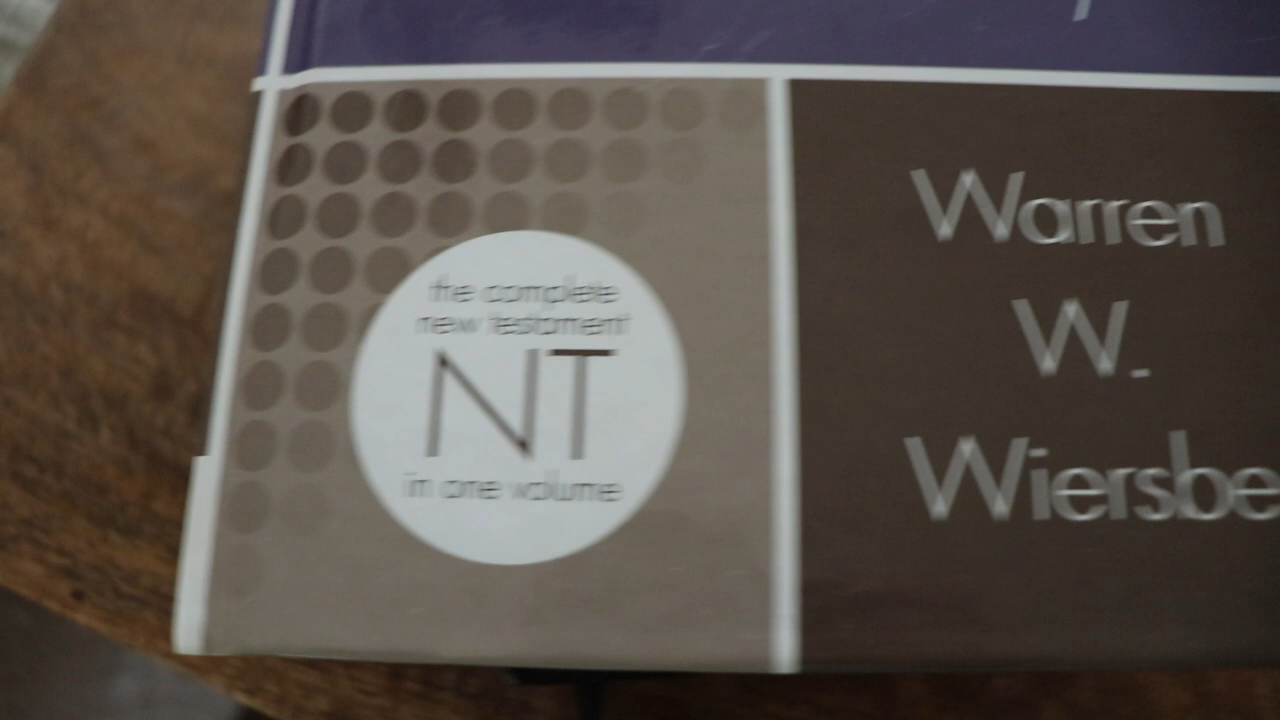 the complete
new testament
NT
in one volume
Warren
W.
Wiersbe